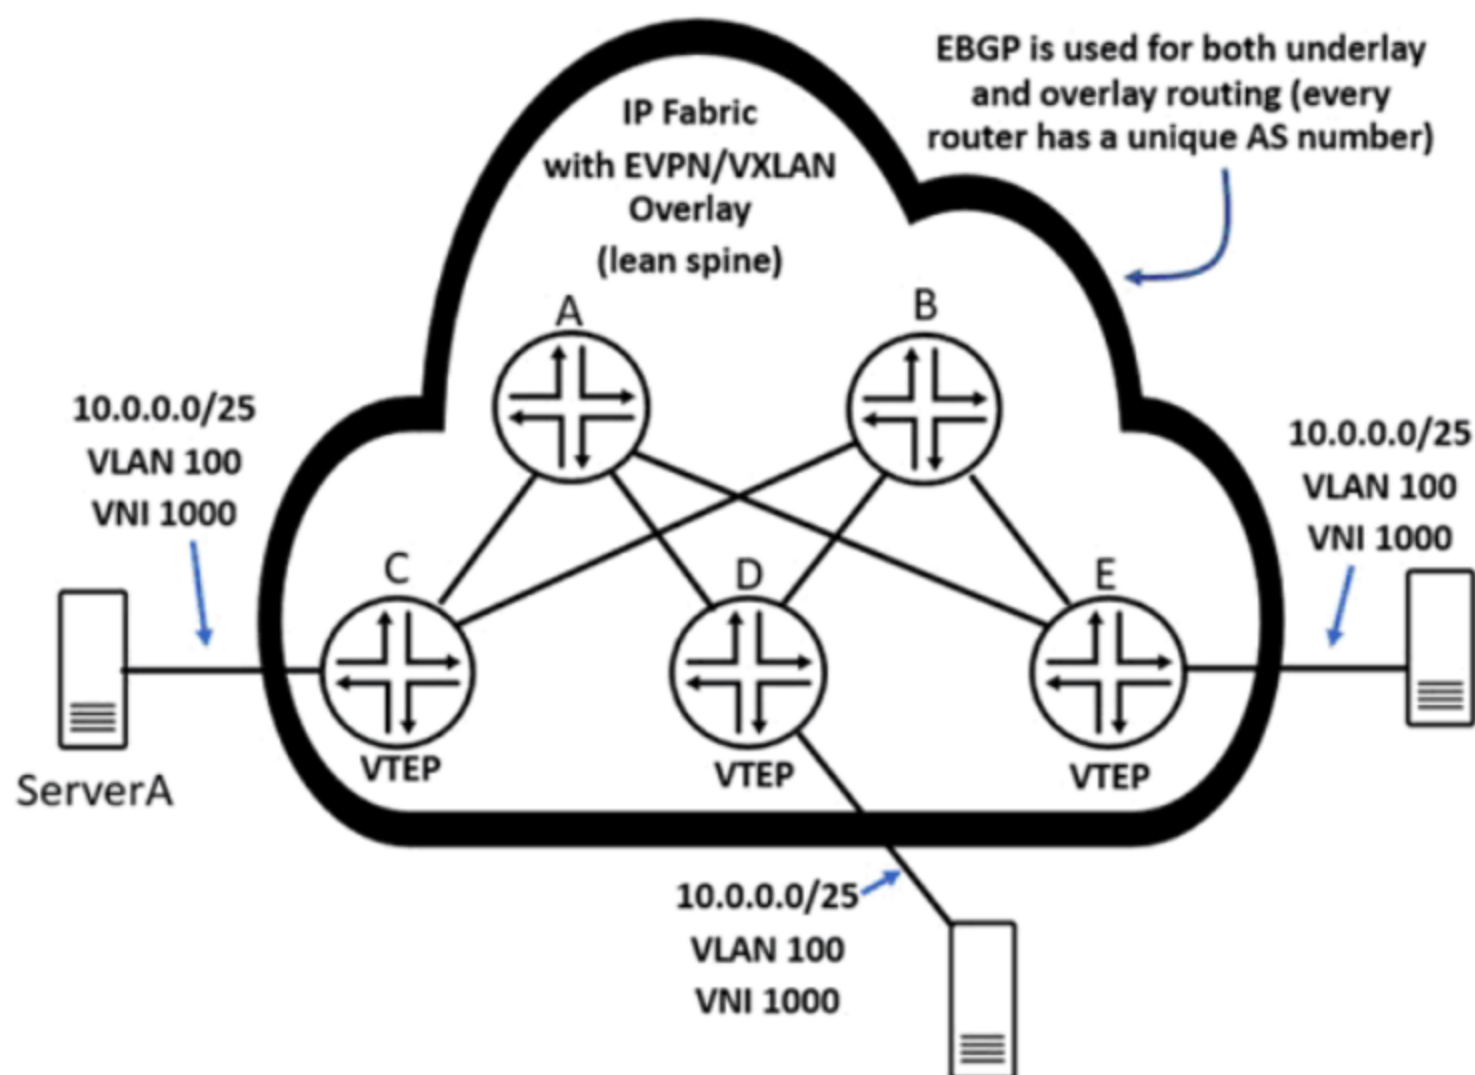 EBGP is used for both underlay
and overlay routing (every
router has a unique AS number)
IP Fabric
with EVPN/VXLAN
Overlay
(lean spine)
A
B
10.0.0.0/25
VLAN 100
VNI 1000
10.0.0.0/25
VLAN 100
VNI 1000
C
D
E
VTEP
VTEP
VTEP
ServerA
10.0.0.0/25
VLAN 100
VNI 1000